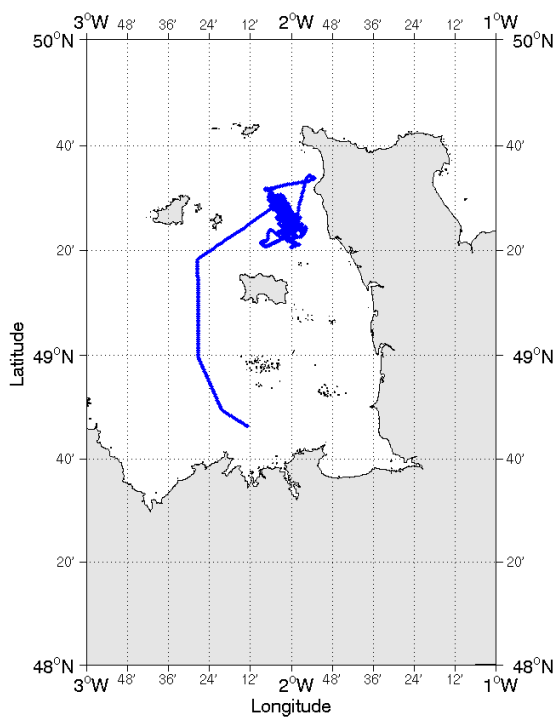 3°W 48' 36' 24' 12' 2°W 48' 36' 24' 12' 1°W
50°N 50°N
40' 40'
20' 20'
49°N 49°N
40' 40'
20' 20'
48°N 48°N
3°W 48' 36' 24' 12' 2°W 48' 36' 24' 12' 1°W
Latitude
Longitude